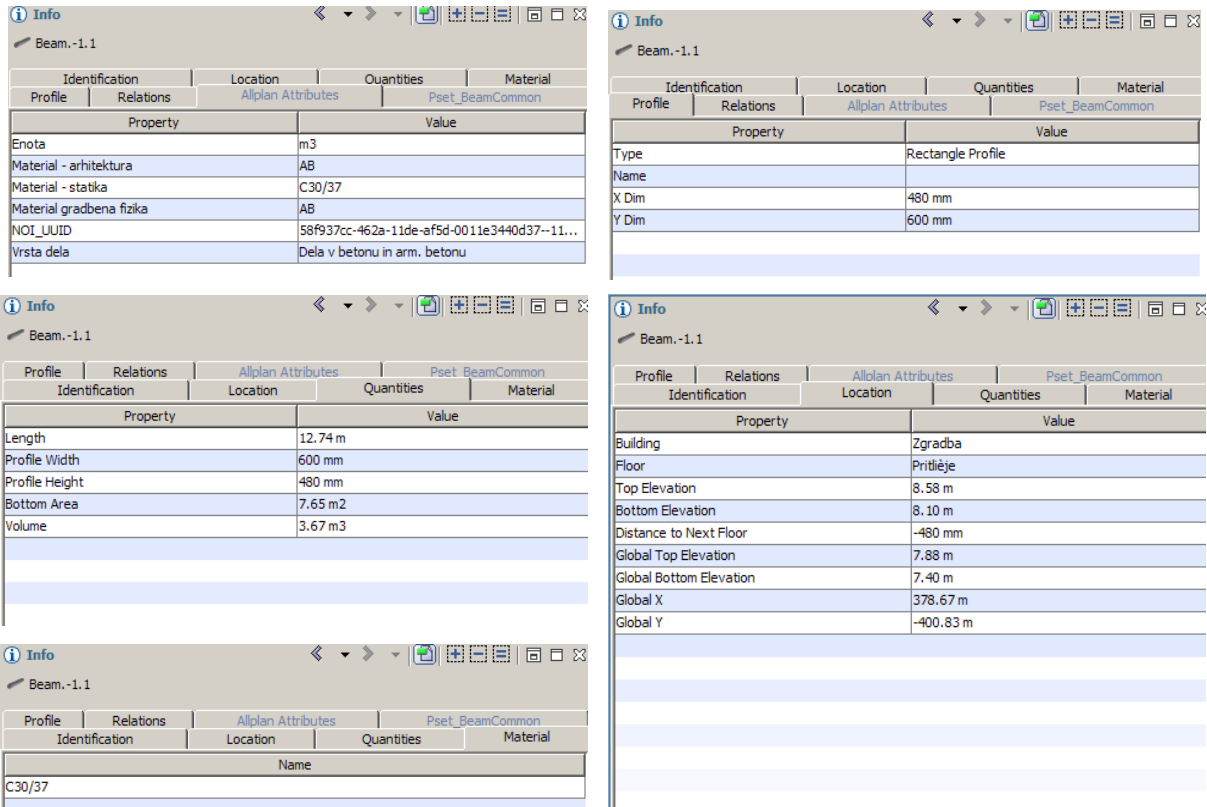 Info
Beam.-1.1
Identification Location Quantities Material
Profile Relations Allplan Attributes Pset_BeamCommon
Property Value
Enota m3
Material - arhitektura AB
Material - statika C30/37
Material gradbena fizika AB
NOI_UUID 58f937cc-462a-11de-af5d-0011e3440d37--11...
Vrsta dela Dela v betonu in arm. betonu
Info
Beam.-1.1
Identification Location Quantities Material
Profile Relations Allplan Attributes Pset_BeamCommon
Property Value
Type Rectangle Profile
Name
X Dim 480 mm
Y Dim 600 mm
Info
Beam.-1.1
Profile Relations Allplan Attributes Pset_BeamCommon
Identification Location Quantities Material
Property Value
Length 12.74 m
Profile Width 600 mm
Profile Height 480 mm
Bottom Area 7.65 m2
Volume 3.67 m3
Info
Beam.-1.1
Profile Relations Allplan Attributes Pset_BeamCommon
Identification Location Quantities Material
Property Value
Building Zgradba
Floor Pritlièje
Top Elevation 8.58 m
Bottom Elevation 8.10 m
Distance to Next Floor -480 mm
Global Top Elevation 7.88 m
Global Bottom Elevation 7.40 m
Global X 378.67 m
Global Y -400.83 m
Info
Beam.-1.1
Profile Relations Allplan Attributes Pset_BeamCommon
Identification Location Quantities Material
Name
C30/37